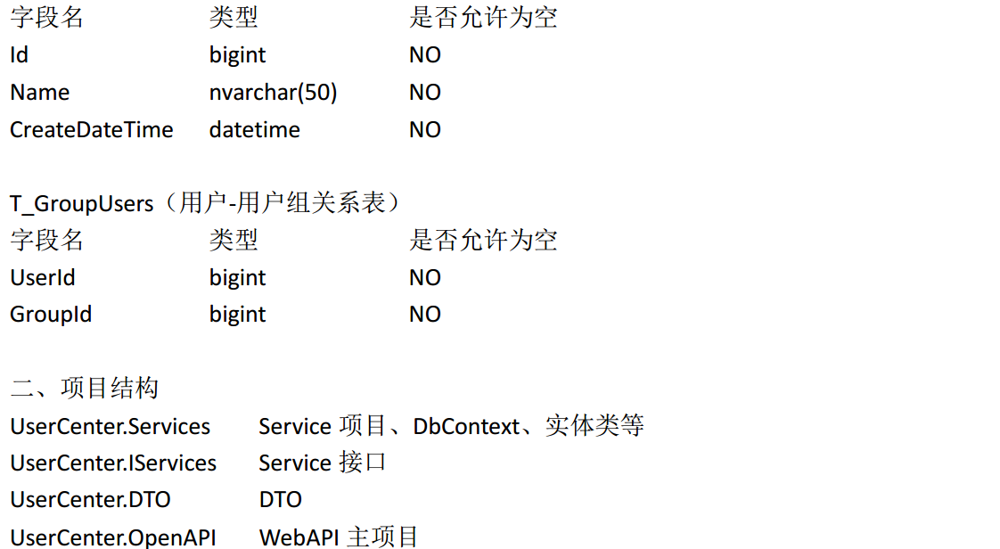 字段名 类型 是否允许为空
Id bigint NO
Name nvarchar(50) NO
CreateDateTime datetime NO
T_GroupUsers（用户-用户组关系表）
字段名 类型 是否允许为空
UserId bigint NO
GroupId bigint NO
二、项目结构
UserCenter.Services Service 项目、DbContext、实体类等
UserCenter.IServices Service 接口
UserCenter.DTO DTO
UserCenter.OpenAPI WebAPI 主项目